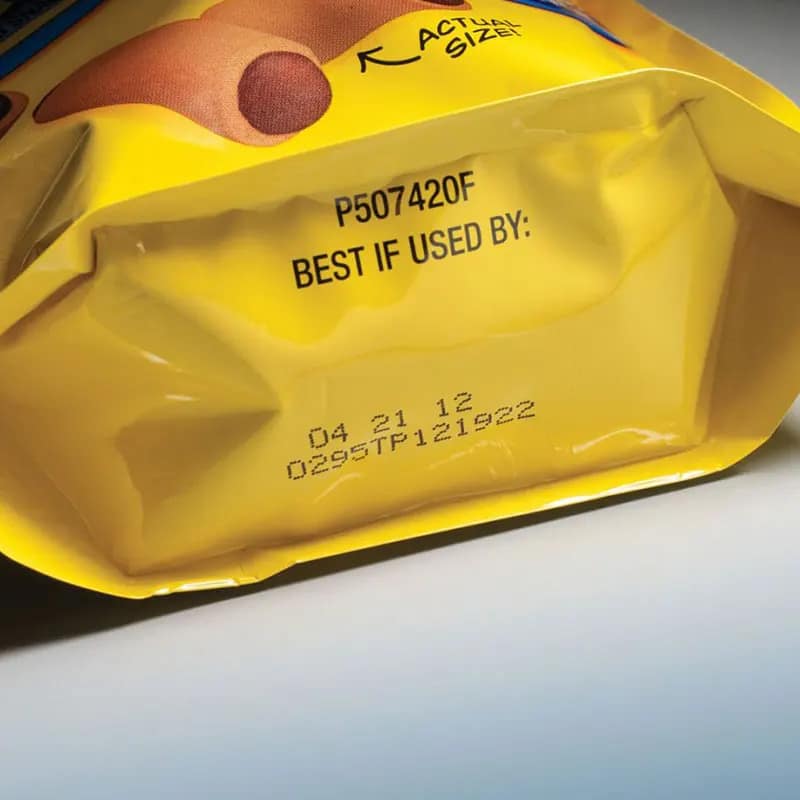 ACTUAL
SIZE!
P507420F
BEST IF USED BY:
04 21 12
0295TP121922